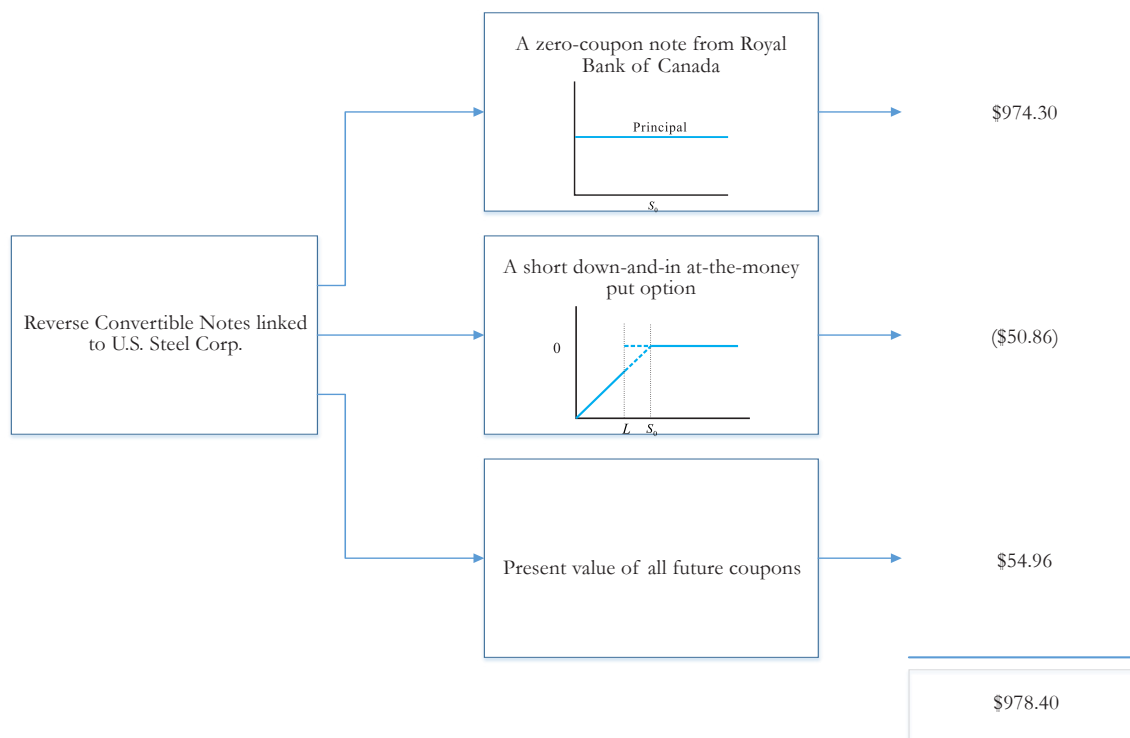 A zero-coupon note from Royal
Bank of Canada
Principal
S₀
$974.30
Reverse Convertible Notes linked
to U.S. Steel Corp.
A short down-and-in at-the-money
put option
0
L S₀
($50.86)
Present value of all future coupons
$54.96
$978.40